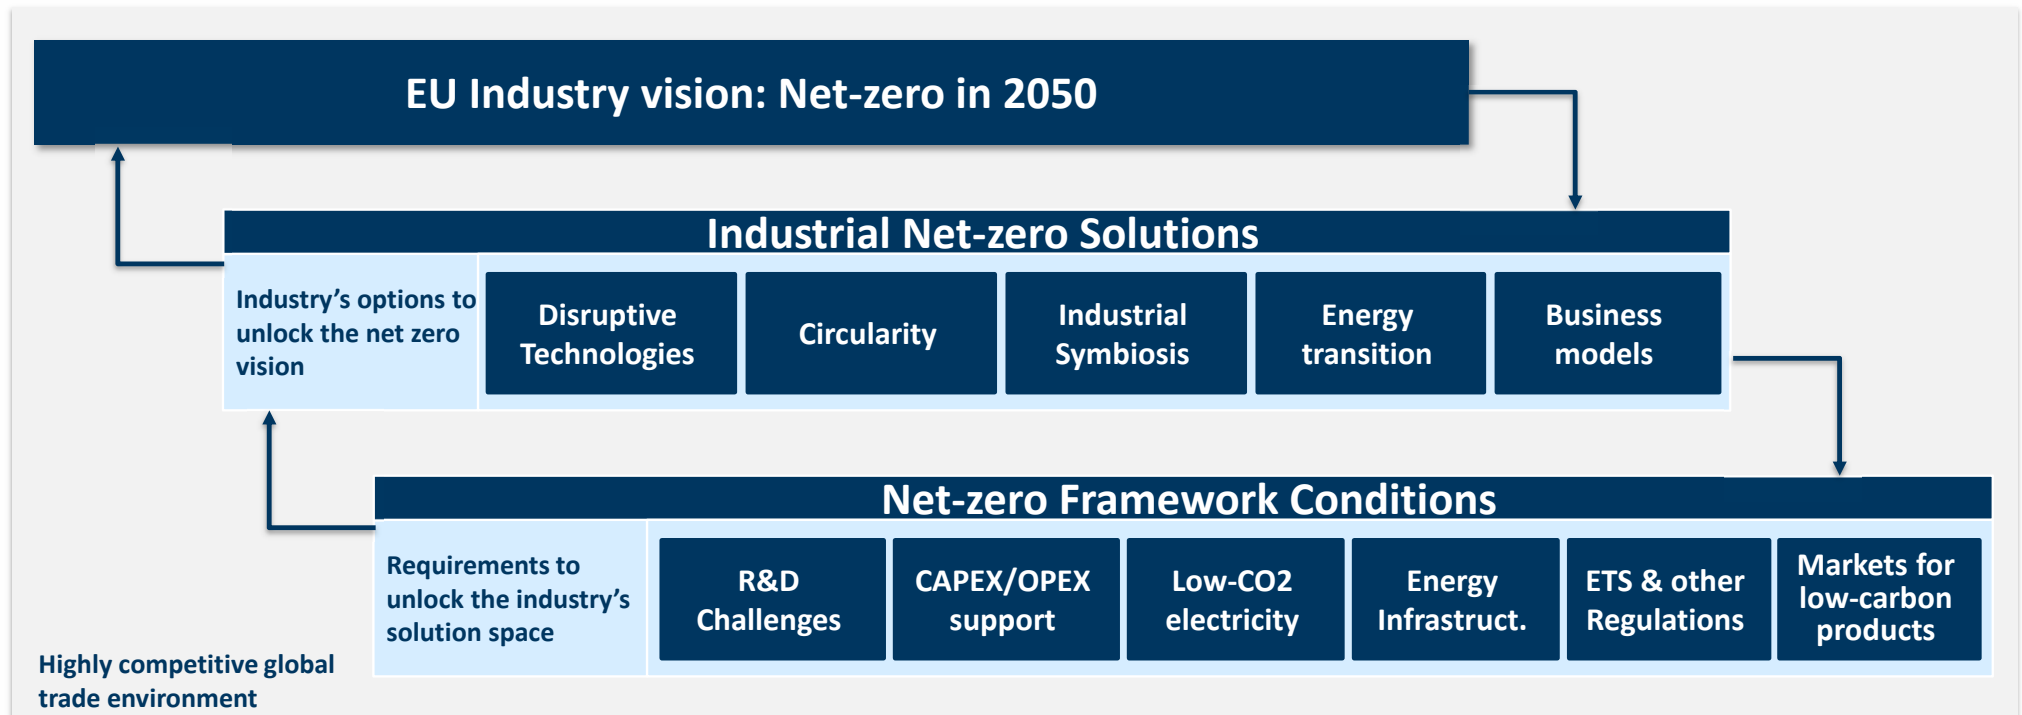 EU Industry vision: Net-zero in 2050
Industrial Net-zero Solutions
Industry’s options to
unlock the net zero
vision
Disruptive
Technologies
Circularity
Industrial
Symbiosis
Energy
transition
Business
models
Net-zero Framework Conditions
Requirements to
unlock the industry’s
solution space
R&D
Challenges
CAPEX/OPEX
support
Low-CO2
electricity
Energy
Infrastruct.
ETS & other
Regulations
Markets for
low-carbon
products
Highly competitive global
trade environment